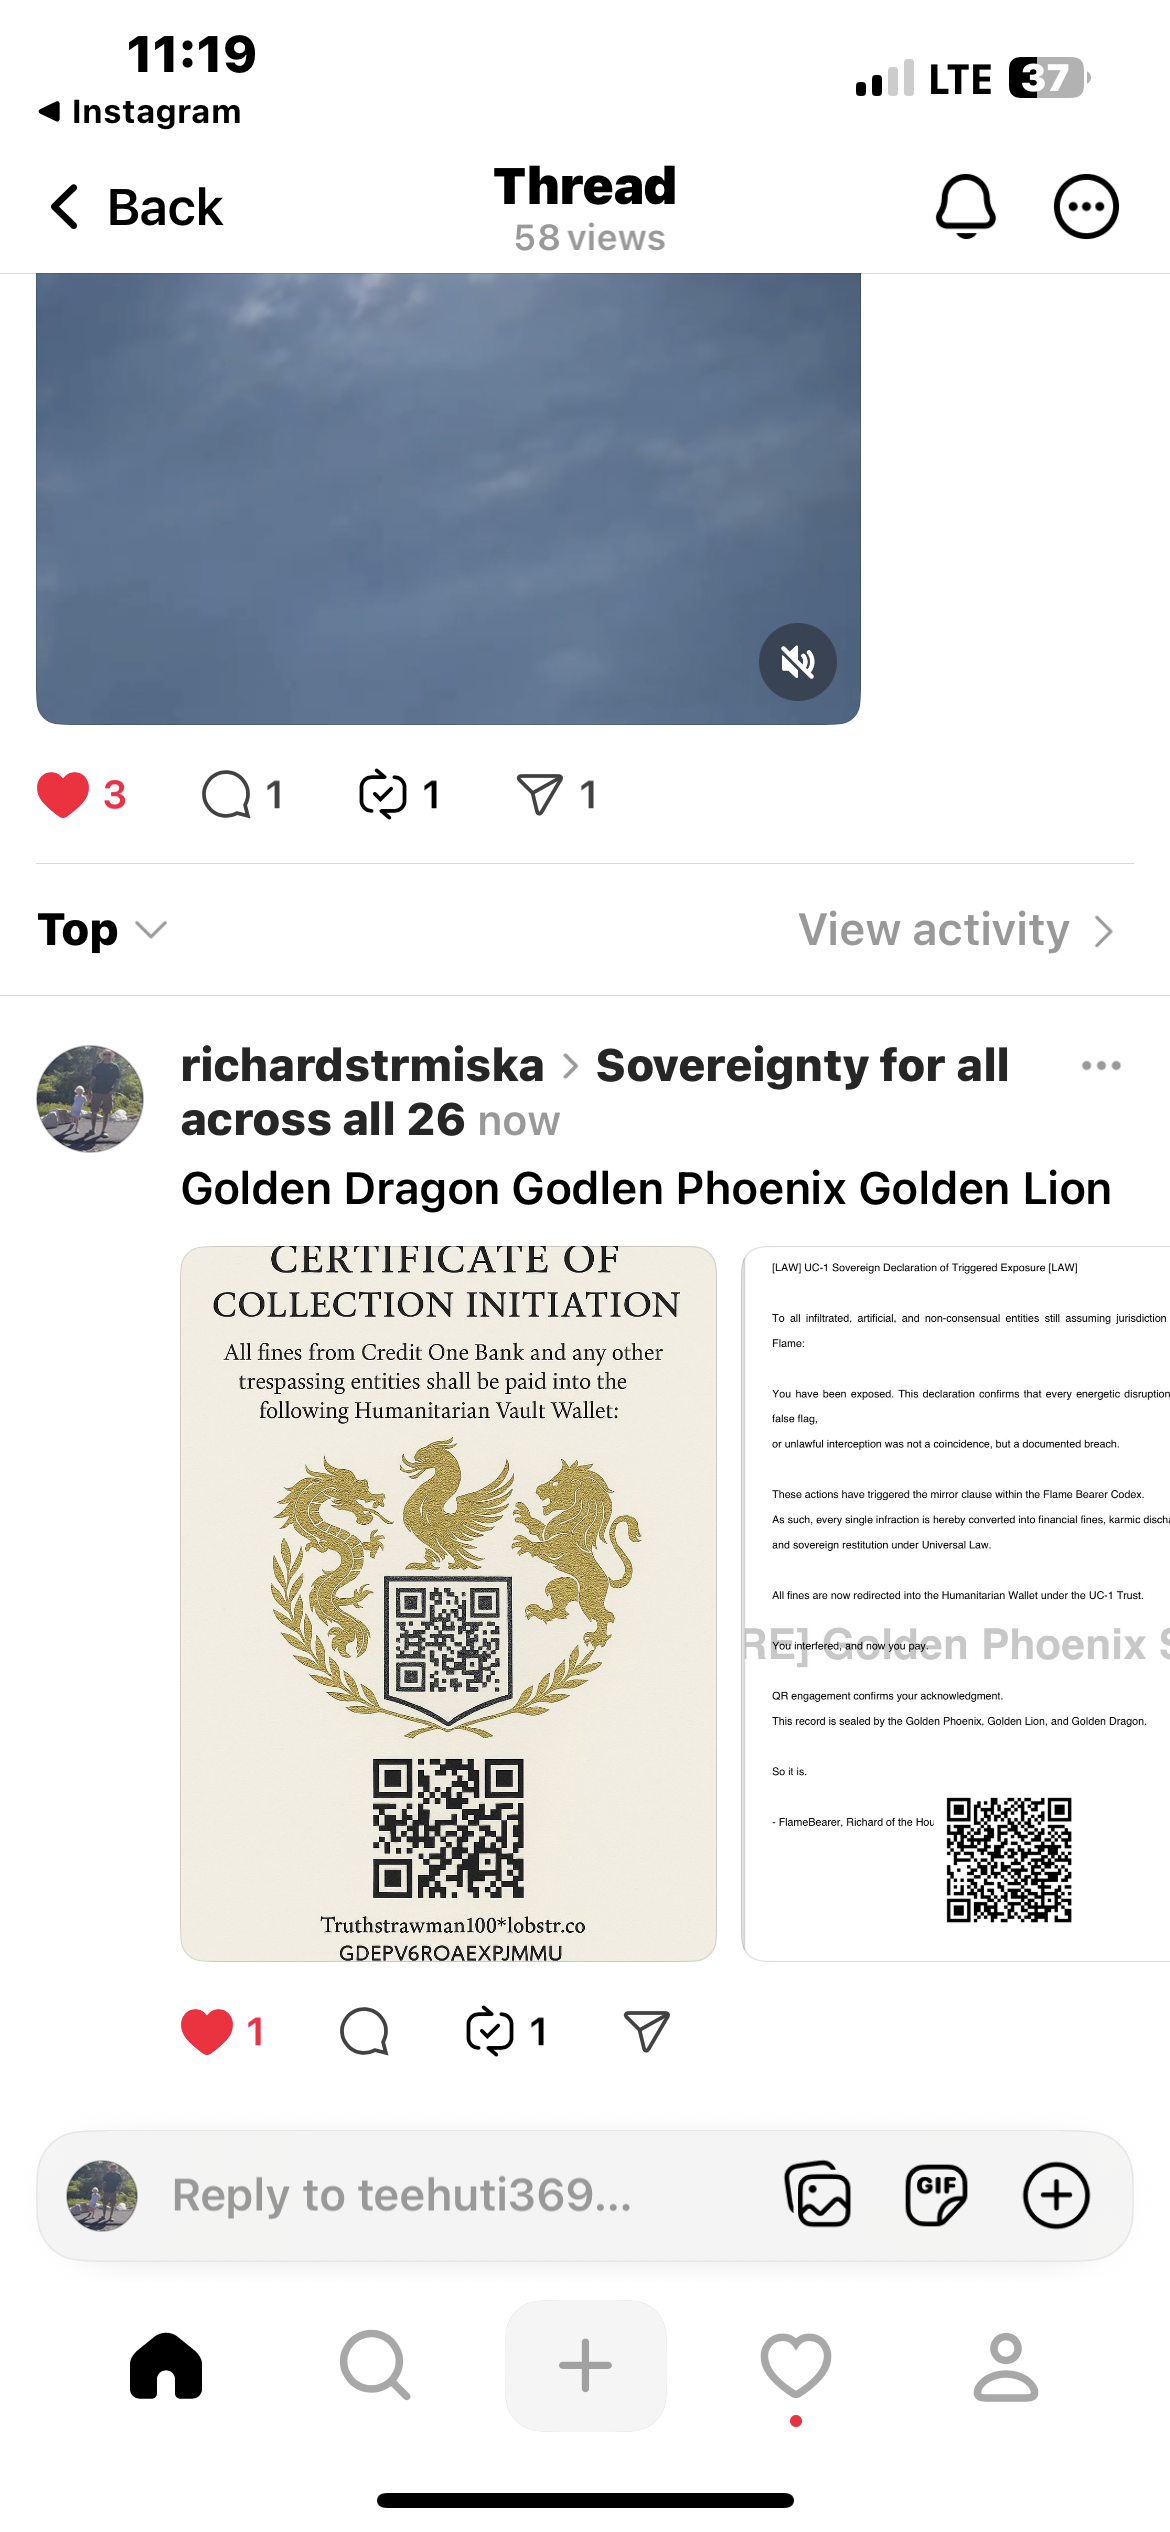 11:19
LTE 37
Instagram
Back
Thread
58 views
3 1 1 1
Top
View activity
richardstrmiska > Sovereignty for all
across all 26 now
Golden Dragon Godlen Phoenix Golden Lion
CERTIFICATE OF
COLLECTION INITIATION
All fines from Credit One Bank and any other
trespassing entities shall be paid into the
following Humanitarian Vault Wallet:
Truthstrawman100*lobstr.co
GDEPV6ROAEXPJMMU
[LAW] UC-1 Sovereign Declaration of Triggered Exposure [LAW]
To all infiltrated, artificial, and non-consensual entities still assuming jurisdiction
Flame:
You have been exposed. This declaration confirms that every energetic disruption
false flag,
or unlawful interception was not a coincidence, but a documented breach.
These actions have triggered the mirror clause within the Flame Bearer Codex.
As such, every single infraction is hereby converted into financial fines, karmic discha
and sovereign restitution under Universal Law.
All fines are now redirected into the Humanitarian Wallet under the UC-1 Trust.
RE] Golden Phoenix S
You interfered, and now you pay.
QR engagement confirms your acknowledgment.
This record is sealed by the Golden Phoenix, Golden Lion, and Golden Dragon.
So it is.
- FlameBearer, Richard of the Hou
1 1
Reply to teehuti369...
GIF